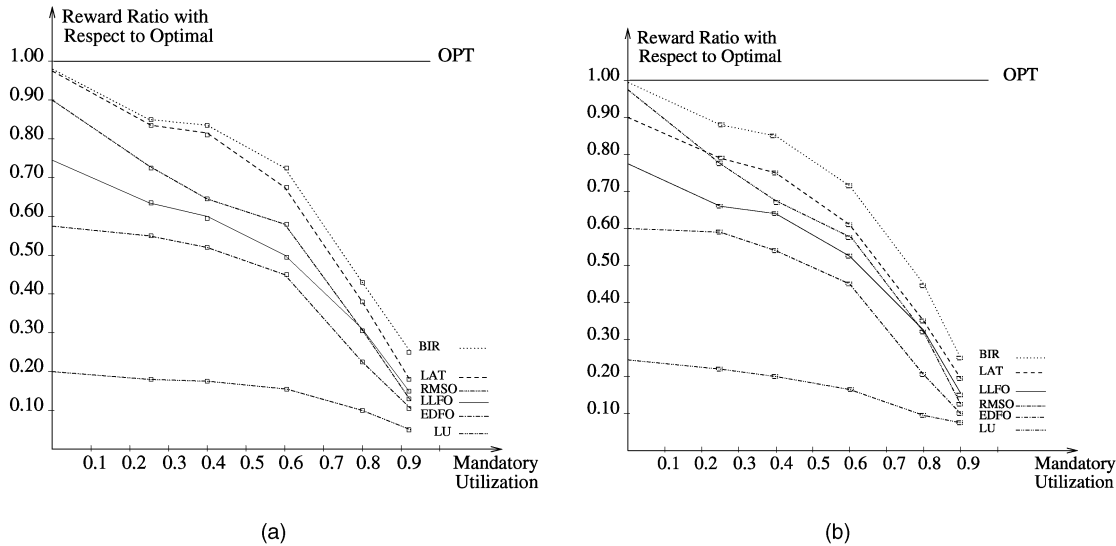 Reward Ratio with
Respect to Optimal
OPT
1.00
0.90
0.80
0.70
0.60
0.50
0.40
0.30
0.20
0.10
BIR
LAT
RMSO
LLFO
EDFO
LU
0.1 0.2 0.3 0.4 0.5 0.6 0.7 0.8 0.9
Mandatory
Utilization
(a)
Reward Ratio with
Respect to Optimal
OPT
1.00
0.90
0.80
0.70
0.60
0.50
0.40
0.30
0.20
0.10
BIR
LAT
LLFO
RMSO
EDFO
LU
0.1 0.2 0.3 0.4 0.5 0.6 0.7 0.8 0.9
Mandatory
Utilization
(b)